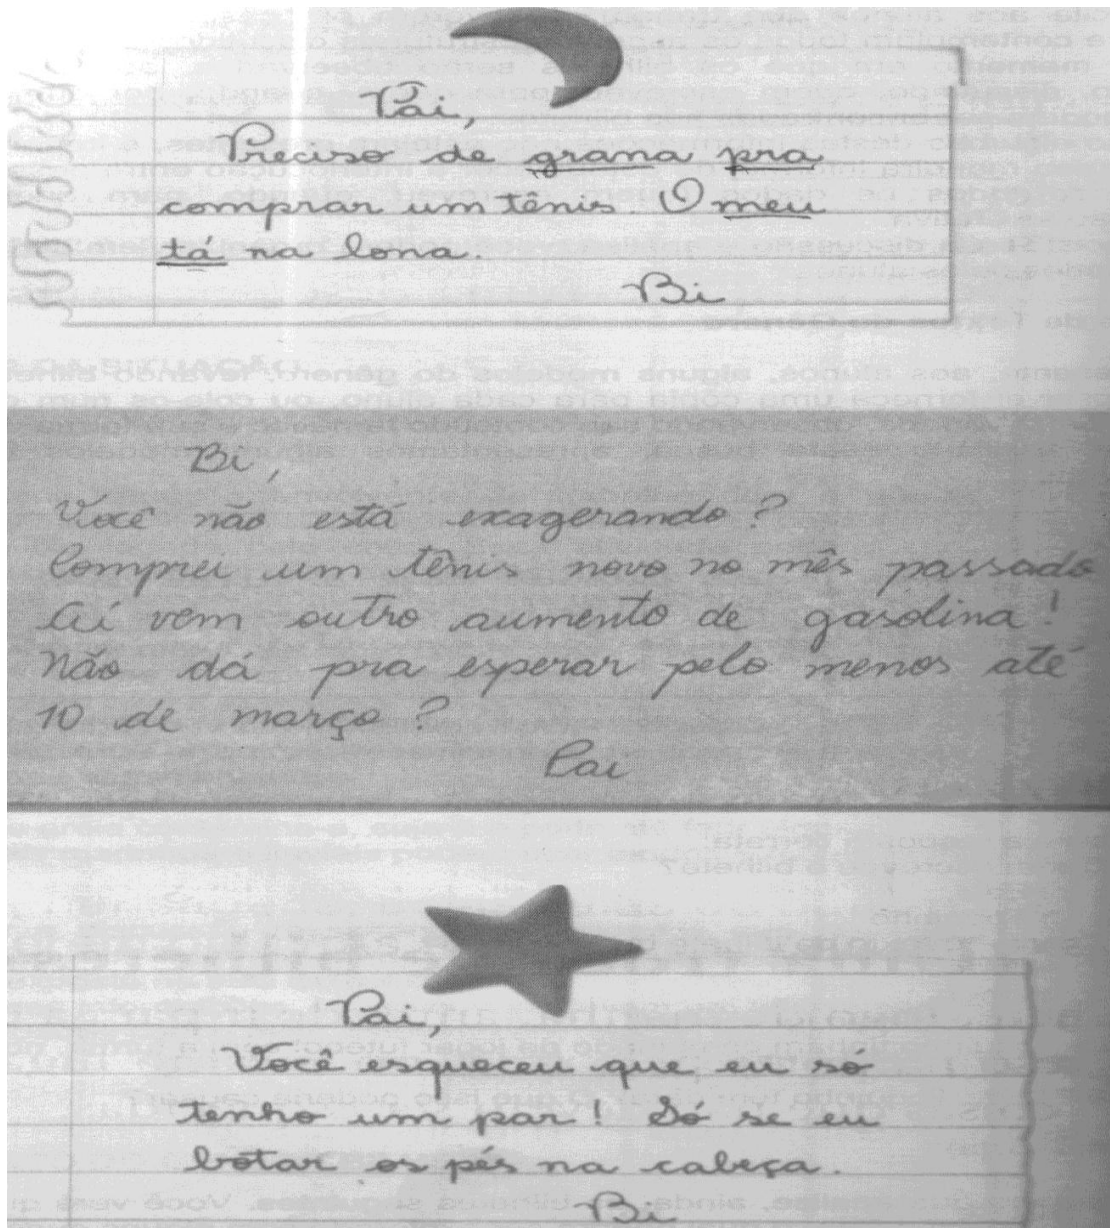 Pai,
Preciso de grana pra
comprar um tênis. O meu
tá na lona.
Bi
Bi,
Você não está exagerando?
Comprei um tênis novo no mês passado
Aí vem outro aumento de gasolina!
Não dá pra esperar pelo menos até
10 de março?
Pai
Pai,
Você esqueceu que eu só
tenho um par! Só se eu
botar os pés na cabeça.
Bi